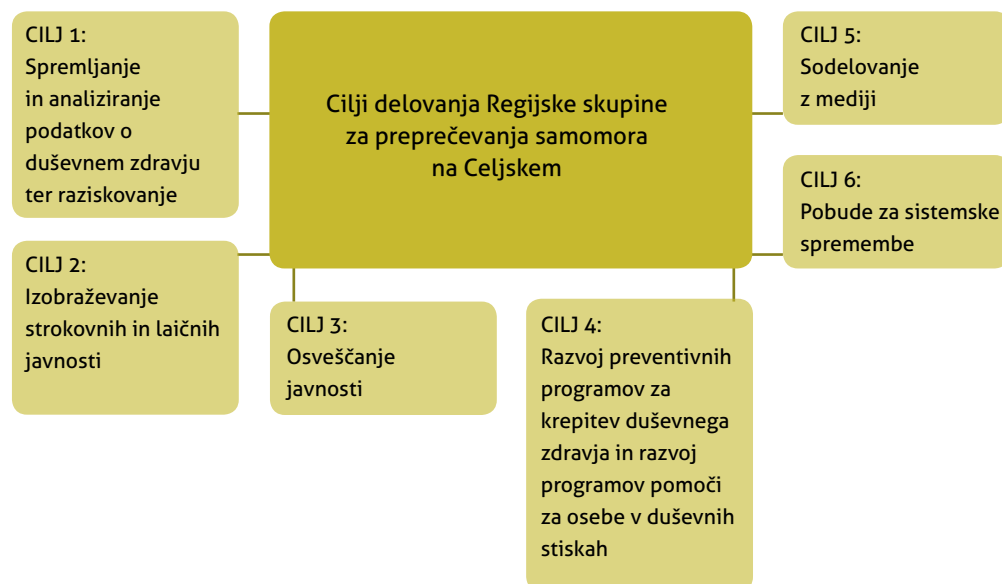 CILJ 1:
Spremljanje
in analiziranje
podatkov o
duševnem zdravju
ter raziskovanje
Cilji delovanja Regijske skupine
za preprečevanja samomora
na Celjskem
CILJ 5:
Sodelovanje
z mediji
CILJ 6:
Pobude za sistemske
spremembe
CILJ 2:
Izobraževanje
strokovnih in laičnih
javnosti
CILJ 3:
Osveščanje
javnosti
CILJ 4:
Razvoj preventivnih
programov za
krepitev duševnega
zdravja in razvoj
programov pomoči
za osebe v duševnih
stiskah